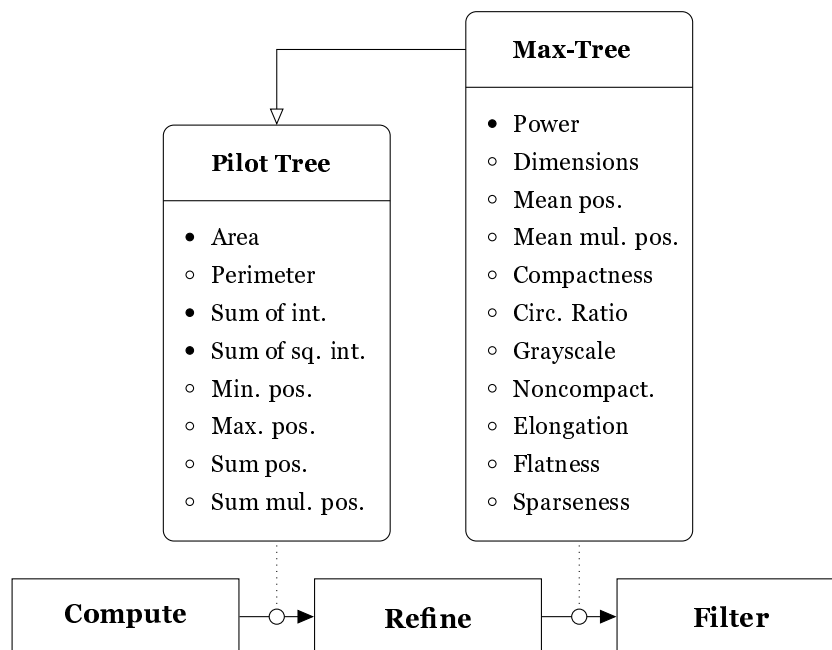 Max-Tree
Power
Dimensions
Mean pos.
Mean mul. pos.
Compactness
Circ. Ratio
Grayscale
Noncompact.
Elongation
Flatness
Sparseness
Pilot Tree
Area
Perimeter
Sum of int.
Sum of sq. int.
Min. pos.
Max. pos.
Sum pos.
Sum mul. pos.
Compute
Refine
Filter